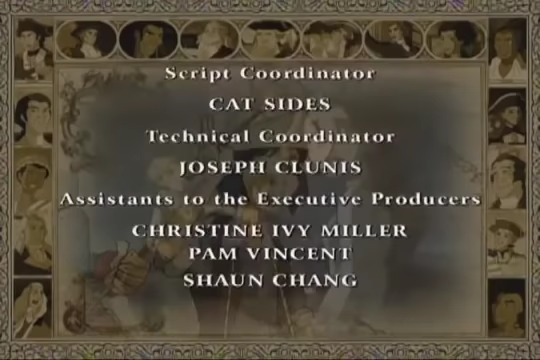 Script Coordinator
CAT SIDES
Technical Coordinator
JOSEPH CLUNIS
Assistants to the Executive Producers
CHRISTINE IVY MILLER
PAM VINCENT
SHAUN CHANG